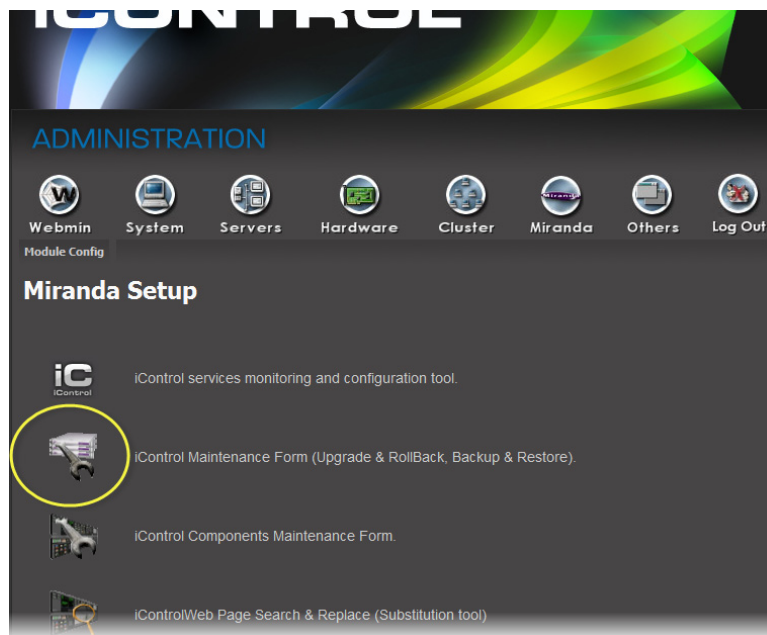 iCONTROL
ADMINISTRATION
W
Miranda
Webmin System Servers Hardware Cluster Miranda Others Log Out
Module Config
Miranda Setup
iC
iControl
iControl services monitoring and configuration tool.
iControl Maintenance Form (Upgrade & RollBack, Backup & Restore).
iControl Components Maintenance Form.
iControlWeb Page Search & Replace (Substitution tool)